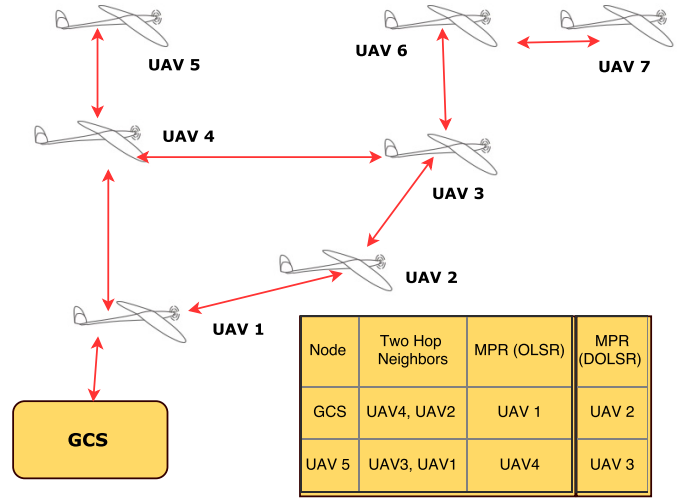 UAV 5
UAV 6
UAV 7
UAV 4
UAV 3
UAV 2
UAV 1
GCS
Node
Two Hop
Neighbors
MPR (OLSR)
MPR
(DOLSR)
GCS
UAV4, UAV2
UAV 1
UAV 2
UAV 5
UAV3, UAV1
UAV4
UAV 3